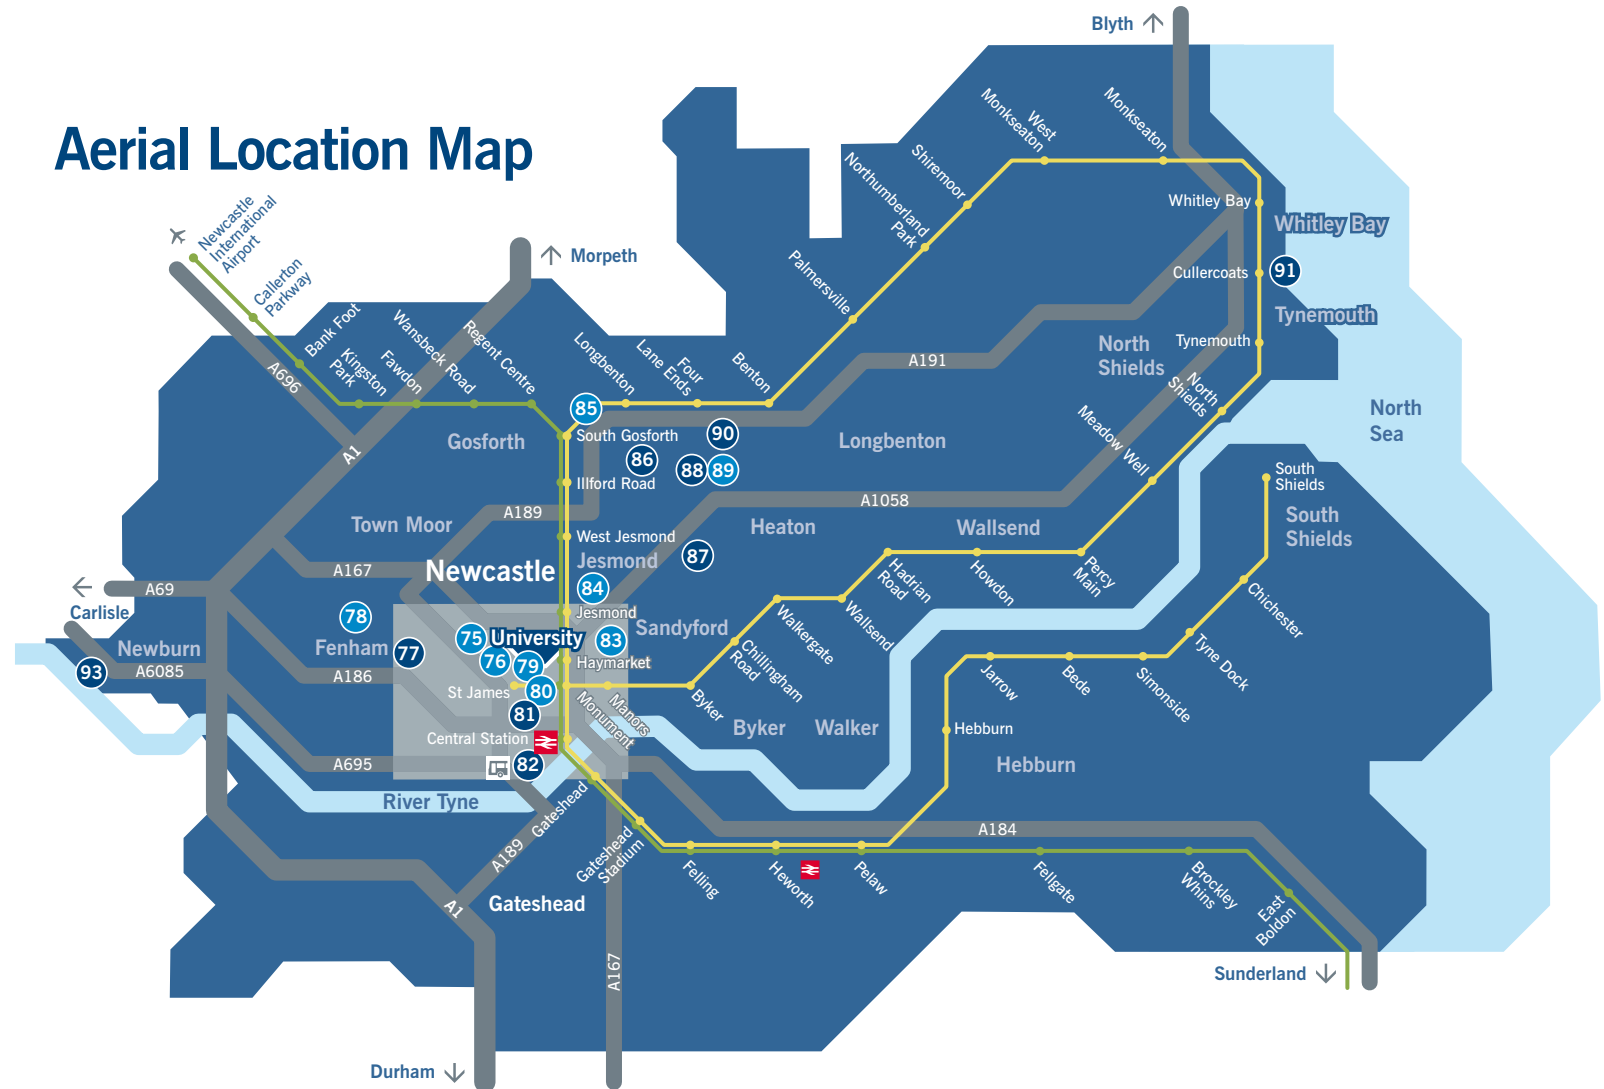 Aerial Location Map
Blyth
Morpeth
Newcastle
International
Airport
Callerton
Parkway
Bank Foot
Kingston
Park
Fawdon
Wansbeck Road
Regent Centre
Longbenton
Four
Lane Ends
Benton
Palmersville
Northumberland
Park
Shiremoor
West
Monkseaton
Monkseaton
Whitley Bay
Whitley Bay
Cullercoats
91
Tynemouth
Tynemouth
North
Shields
North
Shields
Meadow Well
North
Sea
A696
A1
A191
85
South Gosforth
90
86
88
89
Gosforth
Longbenton
Illford Road
A189
A1058
Town Moor
West Jesmond
Heaton
Wallsend
South
Shields
South
Shields
Jesmond
87
Newcastle
A167
A69
Carlisle
84
Jesmond
Hadrian
Road
Howdon
Percy
Main
Chichester
78
Fenham
77
75
University
83
Sandyford
Walkergate
Wallsend
Newburn
93
A6085
A186
76
79
Haymarket
Chillingham
Road
Tyne Dock
St James
80
81
Monument
Manors
Byker
Byker
Walker
Jarrow
Bede
Simonside
Central Station
82
Hebburn
Hebburn
A695
River Tyne
Gateshead
Gateshead
Stadium
A189
A184
Felling
Heworth
Pelaw
Fellgate
Brockley
Whins
East
Boldon
A1
Gateshead
A167
Sunderland
Durham